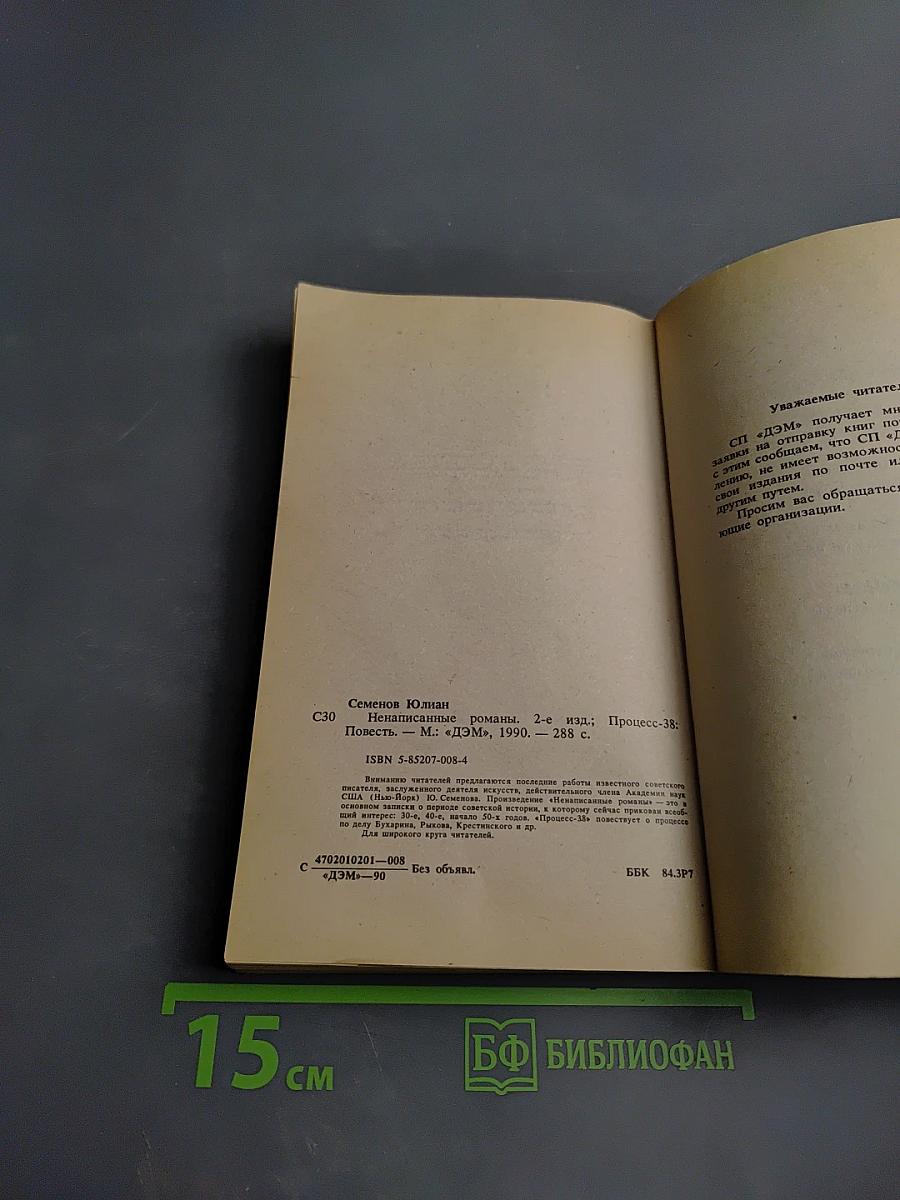 Семенов Юлиан
С30 Ненаписанные романы. 2-е изд.; Процесс-38:
Повесть. — М.: «ДЭМ», 1990. — 288 с.
ISBN 5-85207-008-4
Вниманию читателей предлагаются последние работы известного советского
писателя, заслуженного деятеля искусств, действительного члена Академии наук
США (Нью-Йорк) Ю. Семенова. Произведение «Ненаписанные романы» — это в
основном записки о периоде советской истории, к которому сейчас прикован всеоб-
щий интерес: 30-е, 40-е, начало 50-х годов. «Процесс-38» повествует о процессе
по делу Бухарина, Рыкова, Крестинского и др.
Для широкого круга читателей.
С 4702010201—008 Без объявл.
«ДЭМ»—90
ББК 84.3Р7
Уважаемые читател
СП «ДЭМ» получает мн
заявки на отправку книг поч
с этим сообщаем, что СП «Д
лению, не имеет возможнос
свои издания по почте ил
другим путем.
Просим вас обращаться
ющие организации.
15 см
БФ БИБЛИОФАН